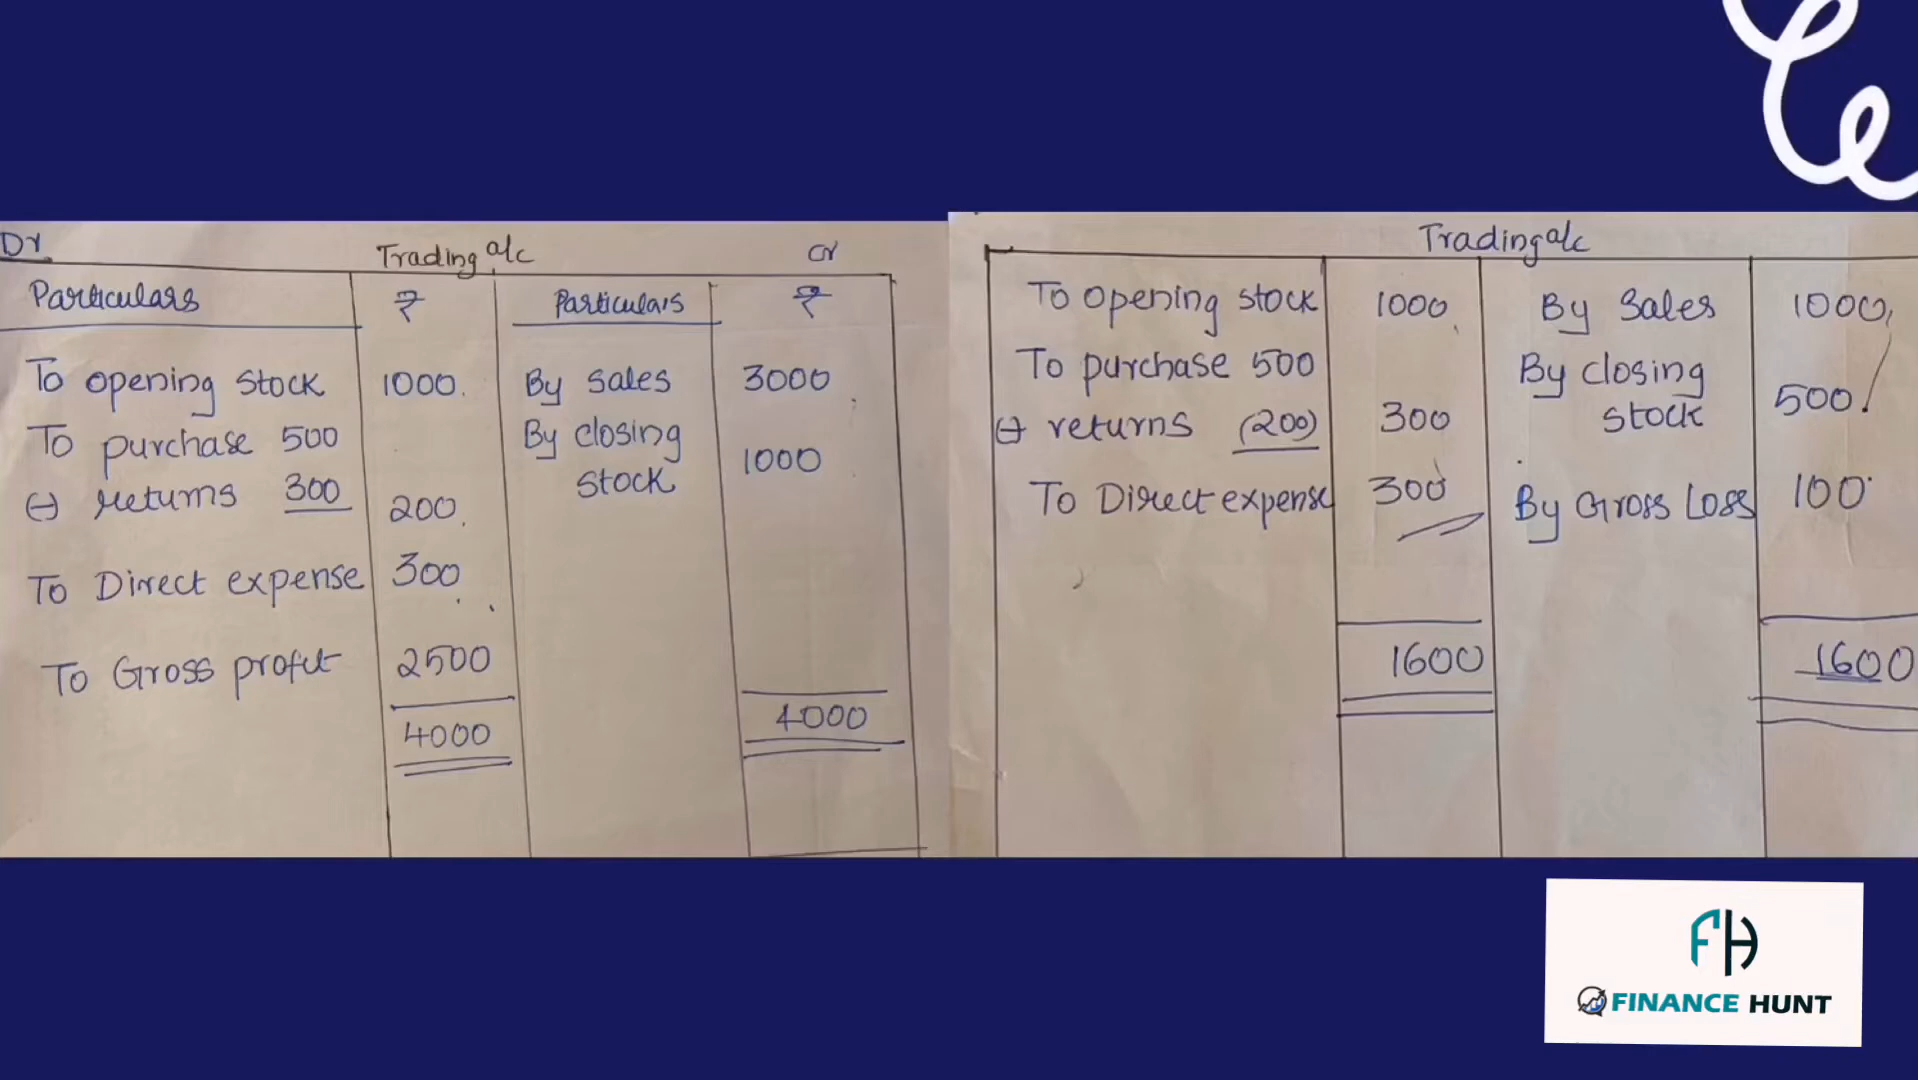 Dr Trading a/c Cr
Particulars ₹ Particulars ₹
To opening stock 1000 By sales 3000
To purchase 500 By closing
stock 1000
(-) returns 300 200
To Direct expense 300
To Gross profit 2500
4000 4000
Trading a/c
To opening stock 1000 By Sales 1000
To purchase 500 By closing
stock 500
(-) returns (200) 300
To Direct expense 300 By Gross Loss 100
1600 1600
FH
FINANCE HUNT